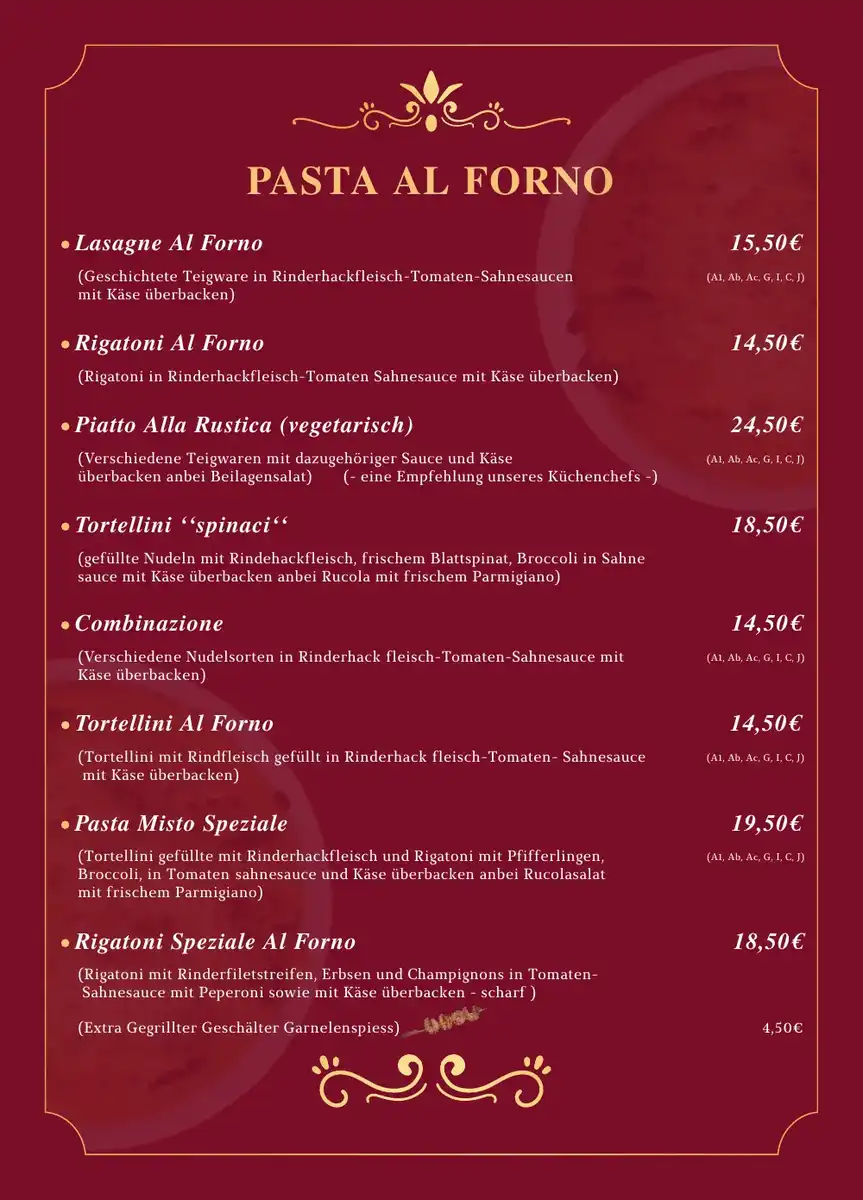 PASTA AL FORNO
• Lasagne Al Forno 15,50€
(Geschichtete Teigware in Rinderhackfleisch-Tomaten-Sahnesaucen (A1, Ab, Ac, G, I, C, J)
mit Käse überbacken)
• Rigatoni Al Forno 14,50€
(Rigatoni in Rinderhackfleisch-Tomaten Sahnesauce mit Käse überbacken)
• Piatto Alla Rustica (vegetarisch) 24,50€
(Verschiedene Teigwaren mit dazugehöriger Sauce und Käse (A1, Ab, Ac, G, I, C, J)
überbacken anbei Beilagensalat) (- eine Empfehlung unseres Küchenchefs -)
• Tortellini ‘‘spinaci‘‘ 18,50€
(gefüllte Nudeln mit Rindehackfleisch, frischem Blattspinat, Broccoli in Sahne
sauce mit Käse überbacken anbei Rucola mit frischem Parmigiano)
• Combinazione 14,50€
(Verschiedene Nudelsorten in Rinderhack fleisch-Tomaten-Sahnesauce mit (A1, Ab, Ac, G, I, C, J)
Käse überbacken)
• Tortellini Al Forno 14,50€
(Tortellini mit Rindfleisch gefüllt in Rinderhack fleisch-Tomaten- Sahnesauce (A1, Ab, Ac, G, I, C, J)
mit Käse überbacken)
• Pasta Misto Speziale 19,50€
(Tortellini gefüllte mit Rinderhackfleisch und Rigatoni mit Pfifferlingen, (A1, Ab, Ac, G, I, C, J)
Broccoli, in Tomaten sahnesauce und Käse überbacken anbei Rucolasalat
mit frischem Parmigiano)
• Rigatoni Speziale Al Forno 18,50€
(Rigatoni mit Rinderfiletstreifen, Erbsen und Champignons in Tomaten-
Sahnesauce mit Peperoni sowie mit Käse überbacken - scharf )
(Extra Gegrillter Geschälter Garnelenspiess) 4,50€